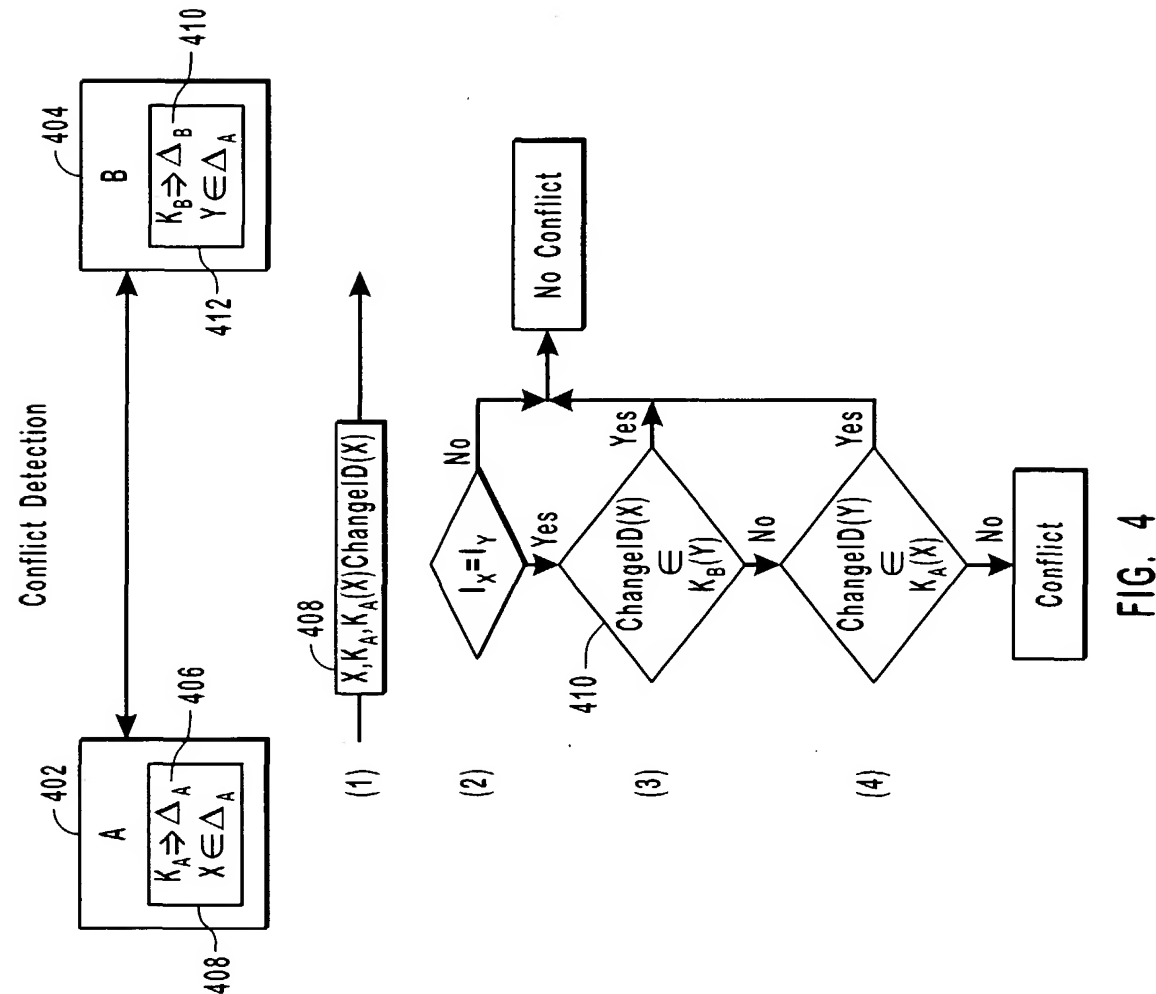 Conflict Detection
402
A
K_A⇒Δ_A
X∈Δ_A
406
408
404
B
K_B⇒Δ_B
Y∈Δ_A
410
412
(1)
408
X,K_A,K_A(X)ChangeID(X)
(2)
I_X=I_Y
No
Yes
No Conflict
(3)
410
ChangeID(X)
∈
K_B(Y)
Yes
No
(4)
ChangeID(Y)
∈
K_A(X)
Yes
No
Conflict
FIG. 4